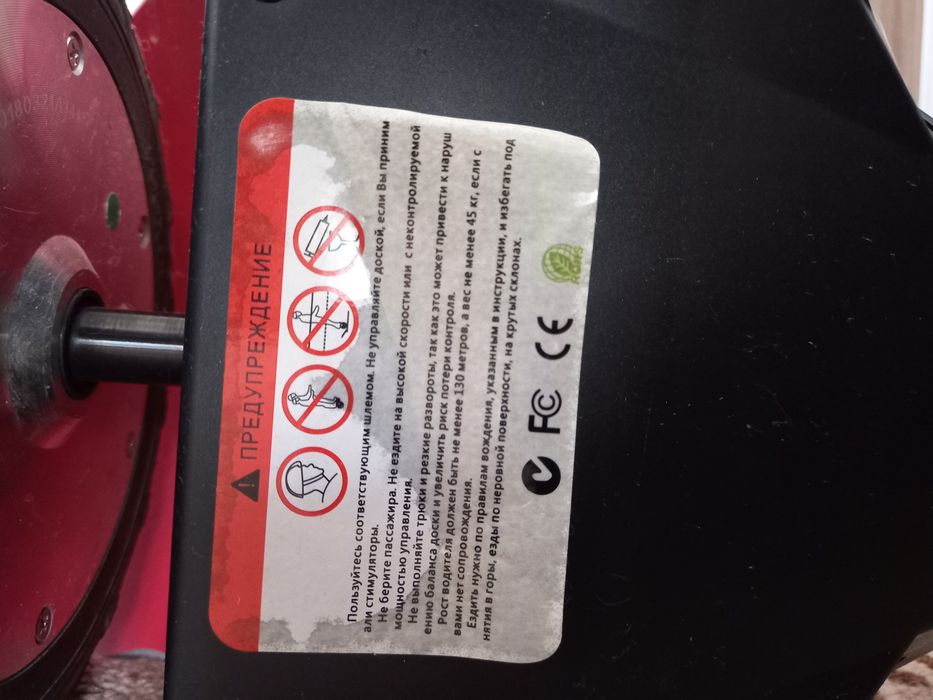 ПРЕДУПРЕЖДЕНИЕ
Пользуйтесь соответствующим шлемом. Не управляйте доской, если Вы приним
али стимуляторы.
Не берите пассажира. Не ездите на высокой скорости или с неконтролируемой
мощностью управления.
Не выполняйте трюки и резкие развороты, так как это может привести к наруш
ению баланса доски и увеличить риск потери контроля.
Рост водителя должен быть не менее 130 метров, а вес не менее 45 кг, если с
вами нет сопровождения.
Ездить нужно по правилам вождения, указанным в инструкции, и избегать под
нятия в горы, езды по неровной поверхности, на крутых склонах.
FC CE